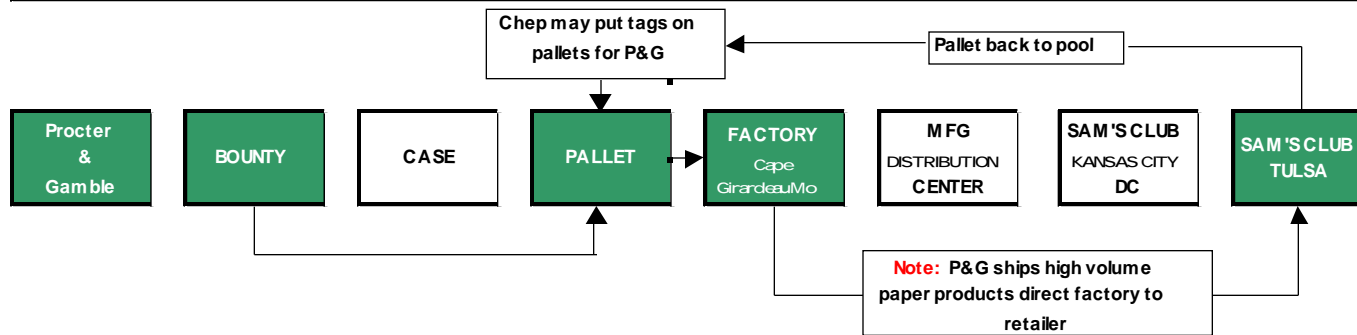 Chep may put tags on
pallets for P&G
Pallet back to pool
Procter
&
Gamble
BOUNTY
CASE
PALLET
FACTORY
Cape
GirardeauMo
MFG
DISTRIBUTION
CENTER
SAM'S CLUB
KANSAS CITY
DC
SAM'S CLUB
TULSA
Note: P&G ships high volume
paper products direct factory to
retailer